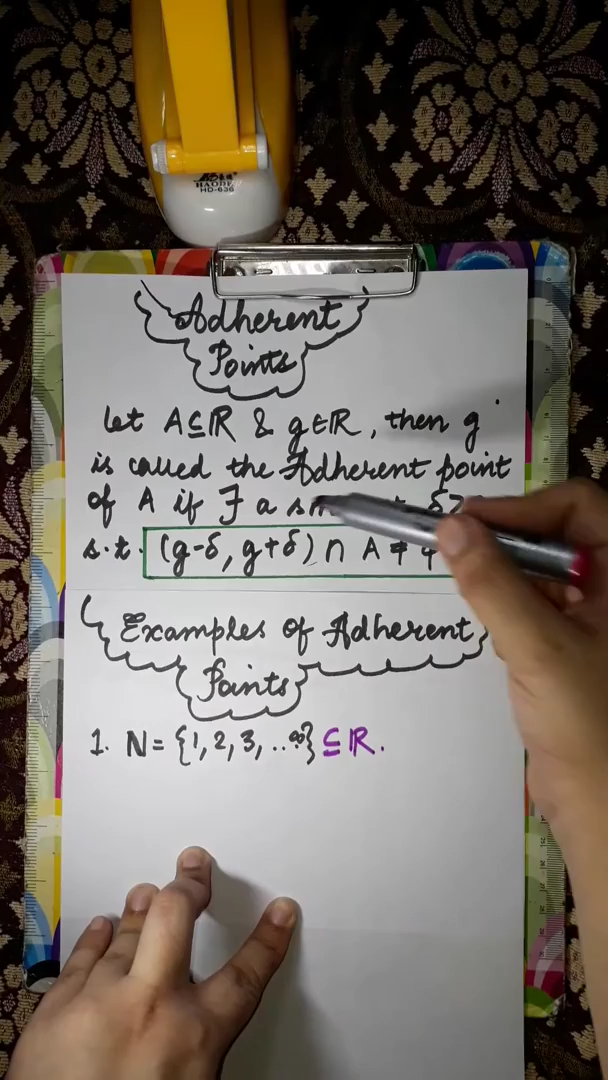 HAODE
HD-636
Adherent
Points
Let A⊆ℝ & g∈ℝ, then g
is called the Adherent point
of A if ∃ a δ>
s.t. (g-δ, g+δ) ∩ A ≠
Examples of Adherent
Points
1. N = {1, 2, 3, ..∞} ⊆ ℝ.